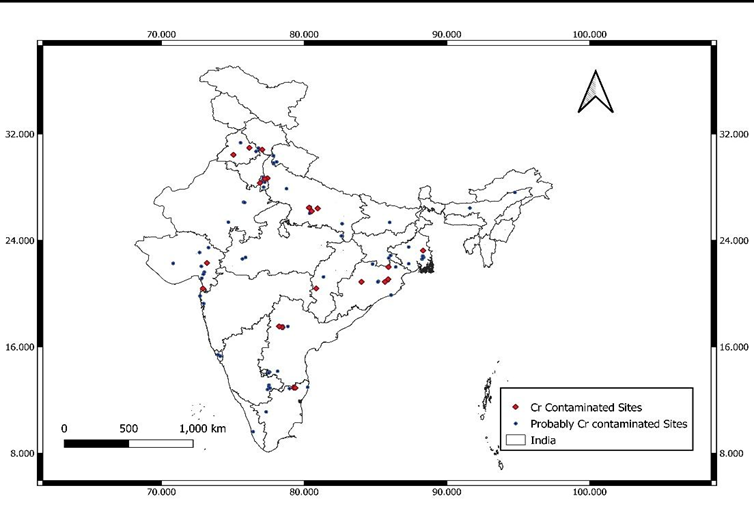 70.000 80.000 90.000 100.000
32.000 32.000
24.000 24.000
16.000 16.000
Cr Contaminated Sites
Probably Cr contaminated Sites
India
0 500 1,000 km
8.000 8.000
70.000 80.000 90.000 100.000